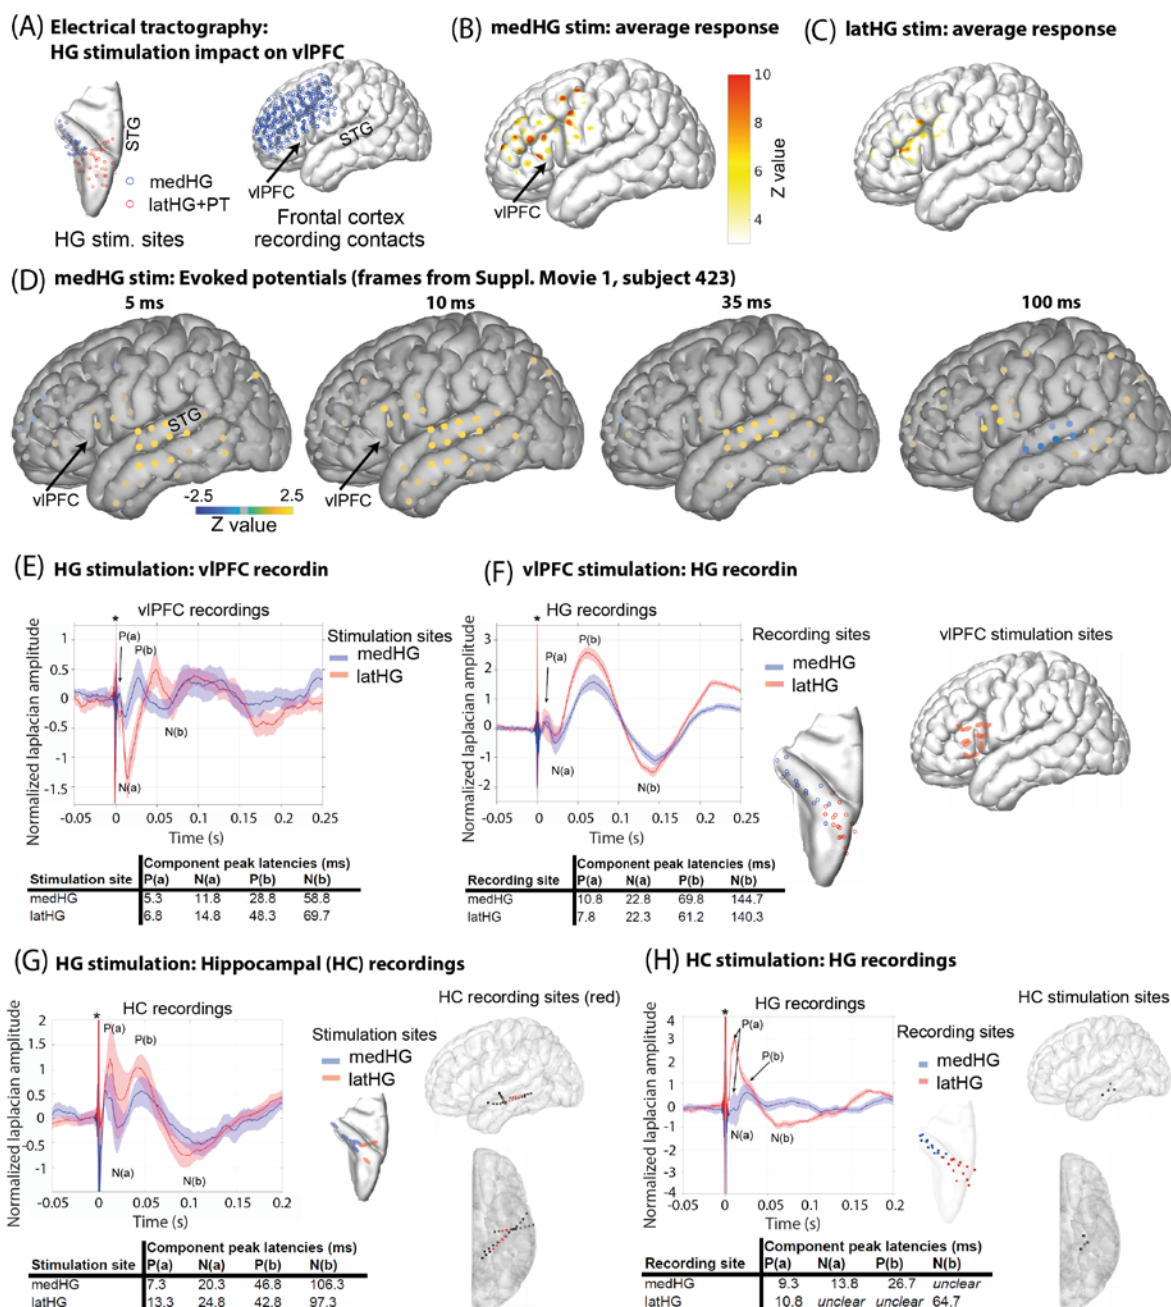 (A) Electrical tractography:
HG stimulation impact on vlPFC
STG
STG
vlPFC
medHG
latHG+PT
HG stim. sites
Frontal cortex
recording contacts
(B) medHG stim: average response
vlPFC
10
8
6
4
Z value
(C) latHG stim: average response
(D) medHG stim: Evoked potentials (frames from Suppl. Movie 1, subject 423)
5 ms
10 ms
35 ms
100 ms
STG
vlPFC
vlPFC
-2.5
2.5
Z value
(E) HG stimulation: vlPFC recordin
vlPFC recordings
*
Normalized laplacian amplitude
1
0.5
0
-0.5
-1
-1.5
P(a)
P(b)
N(b)
N(a)
-0.05 0 0.05 0.1 0.15 0.2 0.25
Time (s)
Stimulation sites
medHG
latHG
Component peak latencies (ms)
Stimulation site P(a) N(a) P(b) N(b)
medHG 5.3 11.8 28.8 58.8
latHG 6.8 14.8 48.3 69.7
(F) vlPFC stimulation: HG recordin
HG recordings
*
Normalized laplacian amplitude
3
2
1
0
-1
-2
P(a)
P(b)
N(a)
N(b)
-0.05 0 0.05 0.1 0.15 0.2 0.25
Time (s)
Recording sites
medHG
latHG
vlPFC stimulation sites
Component peak latencies (ms)
Recording site P(a) N(a) P(b) N(b)
medHG 10.8 22.8 69.8 144.7
latHG 7.8 22.3 61.2 140.3
(G) HG stimulation: Hippocampal (HC) recordings
HC recordings
*
Normalized laplacian amplitude
2
1.5
1
0.5
0
-0.5
-1
P(a)
P(b)
N(a)
N(b)
-0.05 0 0.05 0.1 0.15 0.2
Time (s)
Stimulation sites
medHG
latHG
HC recording sites (red)
Component peak latencies (ms)
Stimulation site P(a) N(a) P(b) N(b)
medHG 7.3 20.3 46.8 106.3
latHG 13.3 24.8 42.8 97.3
(H) HC stimulation: HG recordings
HG recordings
*
Normalized laplacian amplitude
4
3
2
1
0
-1
-2
-3
-4
P(a)
P(b)
N(a)
N(b)
-0.05 0 0.05 0.1 0.15 0.2
Time (s)
Recording sites
medHG
latHG
HC stimulation sites
Component peak latencies (ms)
Recording site P(a) N(a) P(b) N(b)
medHG 9.3 13.8 26.7 unclear
latHG 10.8 unclear unclear 64.7